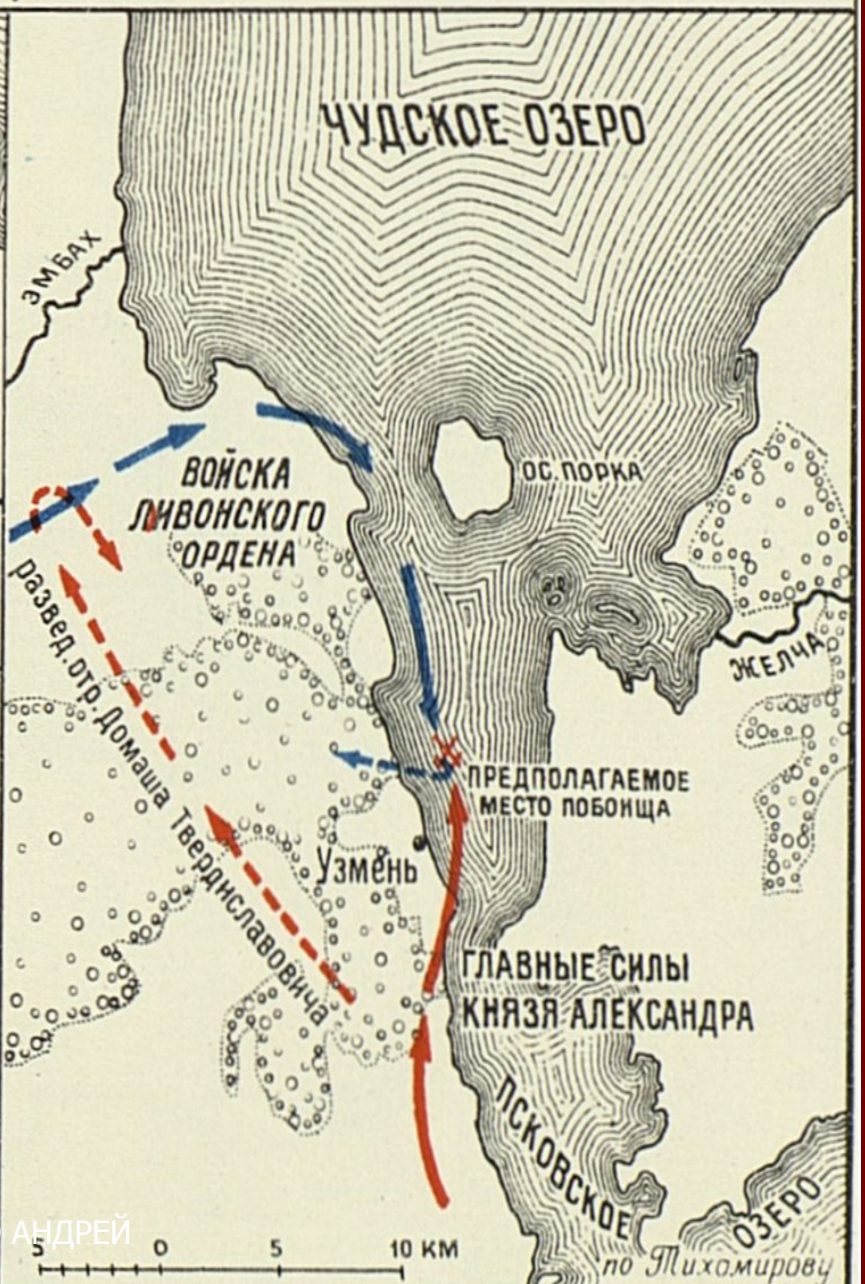 ЧУДСКОЕ ОЗЕРО
ЭМБАХ
ВОЙСКА
ЛИВОНСКОГО
ОРДЕНА
ОС. ПОРКА
развед. отр. Домаша Твердиславовича
ЖЕЛЧА
ПРЕДПОЛАГАЕМОЕ
МЕСТО ПОБОИЩА
Узмень
ГЛАВНЫЕ СИЛЫ
КНЯЗЯ АЛЕКСАНДРА
ПСКОВСКОЕ
ОЗЕРО
АНДРЕЙ
5 0 5 10 КМ
по Тихомирову